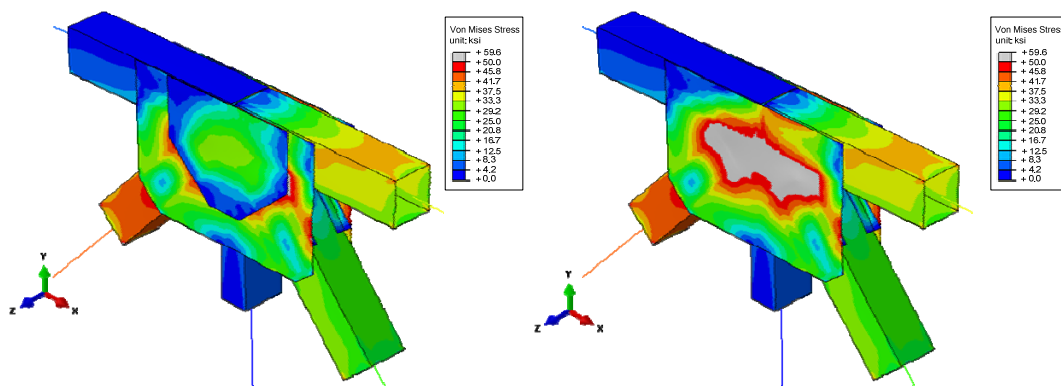 Von Mises Stress
unit: ksi
+ 59.6
+ 50.0
+ 45.8
+ 41.7
+ 37.5
+ 33.3
+ 29.2
+ 25.0
+ 20.8
+ 16.7
+ 12.5
+ 8.3
+ 4.2
+ 0.0
Y
Z
X
Von Mises Stress
unit: ksi
+ 59.6
+ 50.0
+ 45.8
+ 41.7
+ 37.5
+ 33.3
+ 29.2
+ 25.0
+ 20.8
+ 16.7
+ 12.5
+ 8.3
+ 4.2
+ 0.0
Y
Z
X